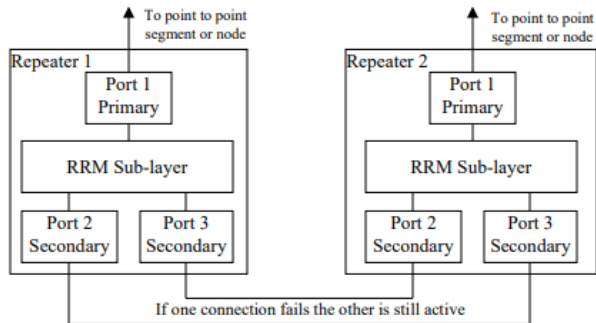 To point to point
segment or node
To point to point
segment or node
Repeater 1
Port 1
Primary
RRM Sub-layer
Port 2
Secondary
Port 3
Secondary
Repeater 2
Port 1
Primary
RRM Sub-layer
Port 2
Secondary
Port 3
Secondary
If one connection fails the other is still active